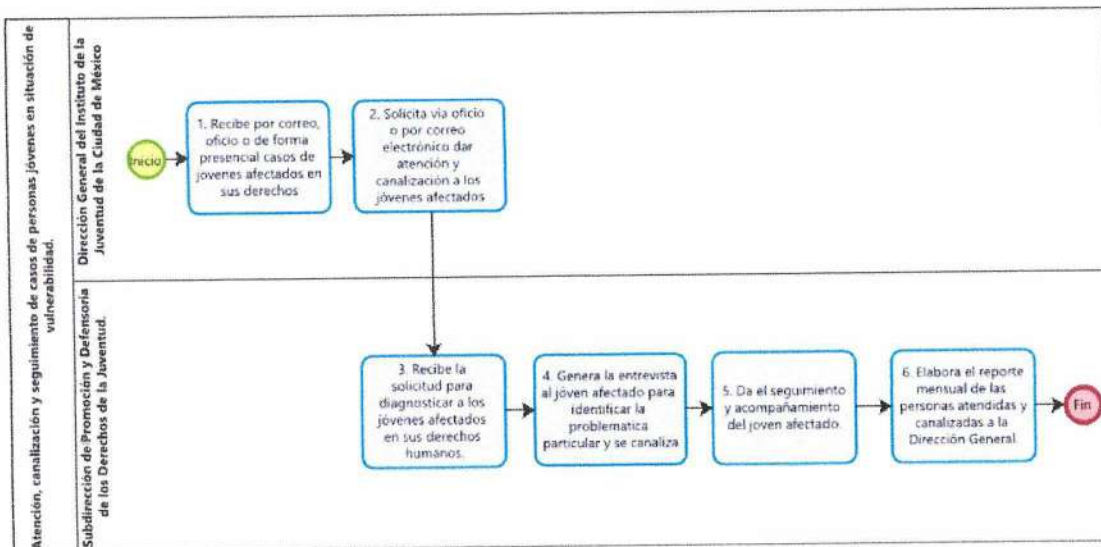 Atención, canalización y seguimiento de casos de personas jóvenes en situación de
vulnerabilidad.
Dirección General del Instituto de la
Juventud de la Ciudad de México
Inicio
1. Recibe por correo,
oficio o de forma
presencial casos de
jóvenes afectados en
sus derechos
2. Solicita via oficio
o por correo
electrónico dar
atención y
canalización a los
jóvenes afectados
Subdirección de Promoción y Defensoría
de los Derechos de la Juventud.
3. Recibe la
solicitud para
diagnosticar a los
jóvenes afectados
en sus derechos
humanos.
4. Genera la entrevista
al jóven afectado para
identificar la
problematica
particular y se canaliza
5. Da el seguimiento
y acompañamiento
del joven afectado.
6. Elabora el reporte
mensual de las
personas atendidas y
canalizadas a la
Dirección General.
Fin